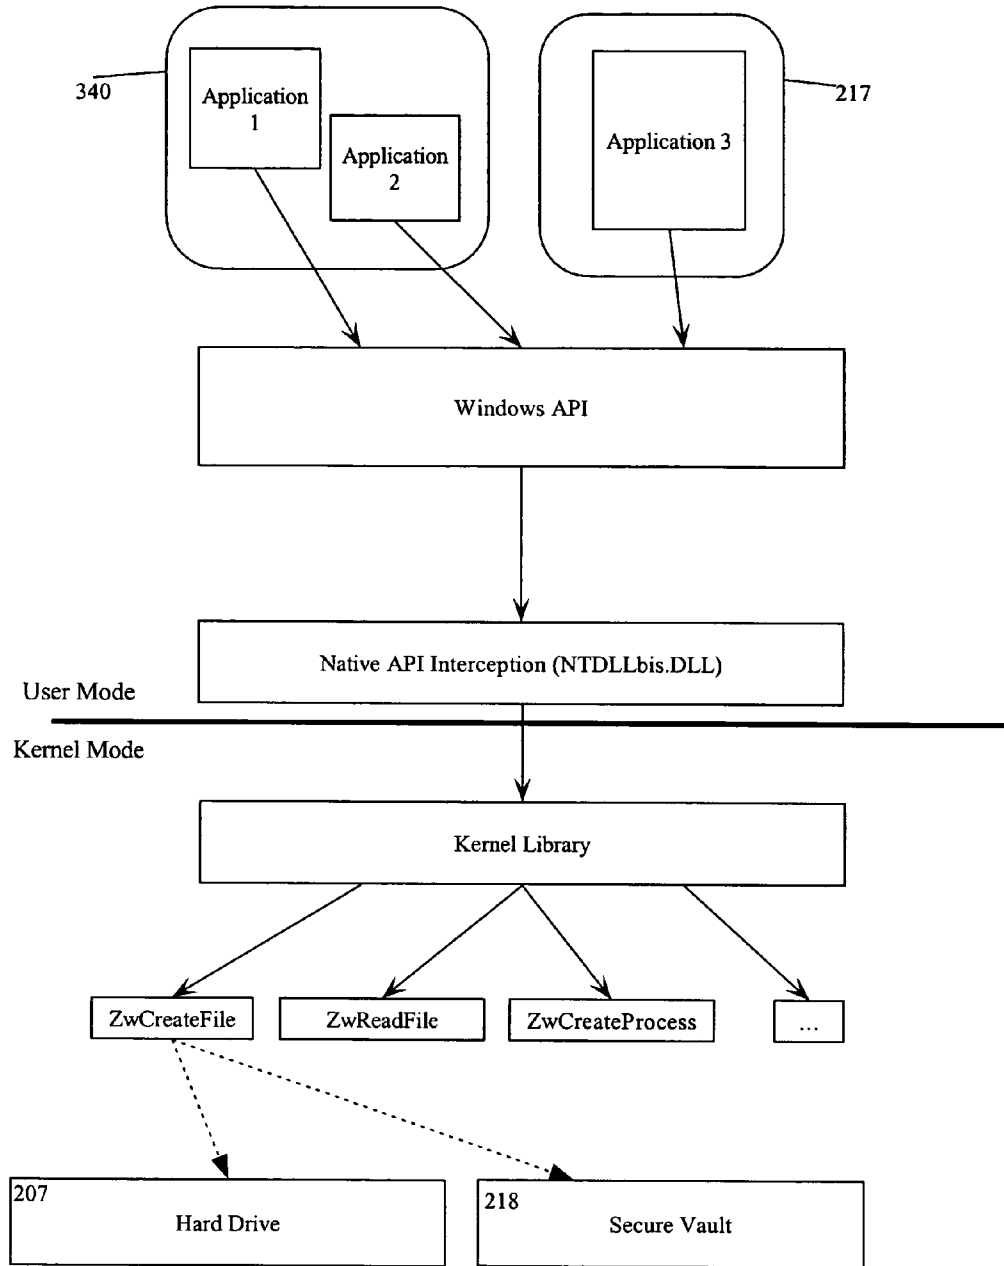 340
Application
1
Application
2
Application 3
217
Windows API
Native API Interception (NTDLLbis.DLL)
User Mode
Kernel Mode
Kernel Library
ZwCreateFile
ZwReadFile
ZwCreateProcess
...
207
Hard Drive
218
Secure Vault